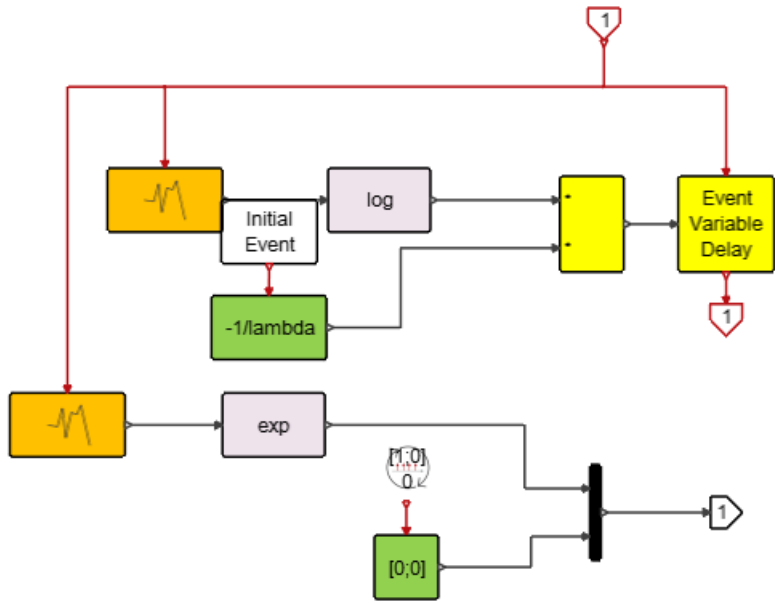 1
log
Initial
Event
*
*
Event
Variable
Delay
-1/lambda
1
exp
[1;0]
0
1
[0;0]